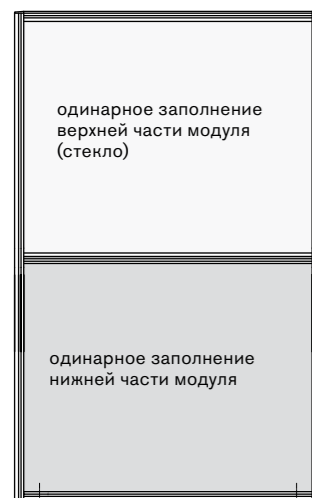 одинарное заполнение
верхней части модуля
(стекло)
одинарное заполнение
нижней части модуля